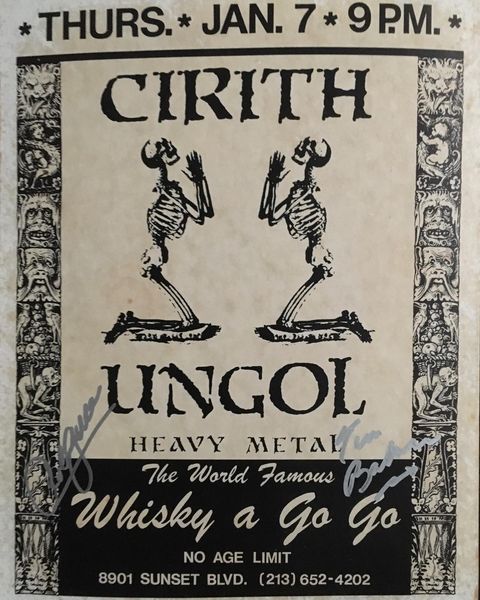 * THURS. * JAN. 7 * 9 P.M. *
CIRITH
UNGOL
HEAVY METAL
The World Famous
Whisky a Go Go
NO AGE LIMIT
8901 SUNSET BLVD. (213) 652-4202